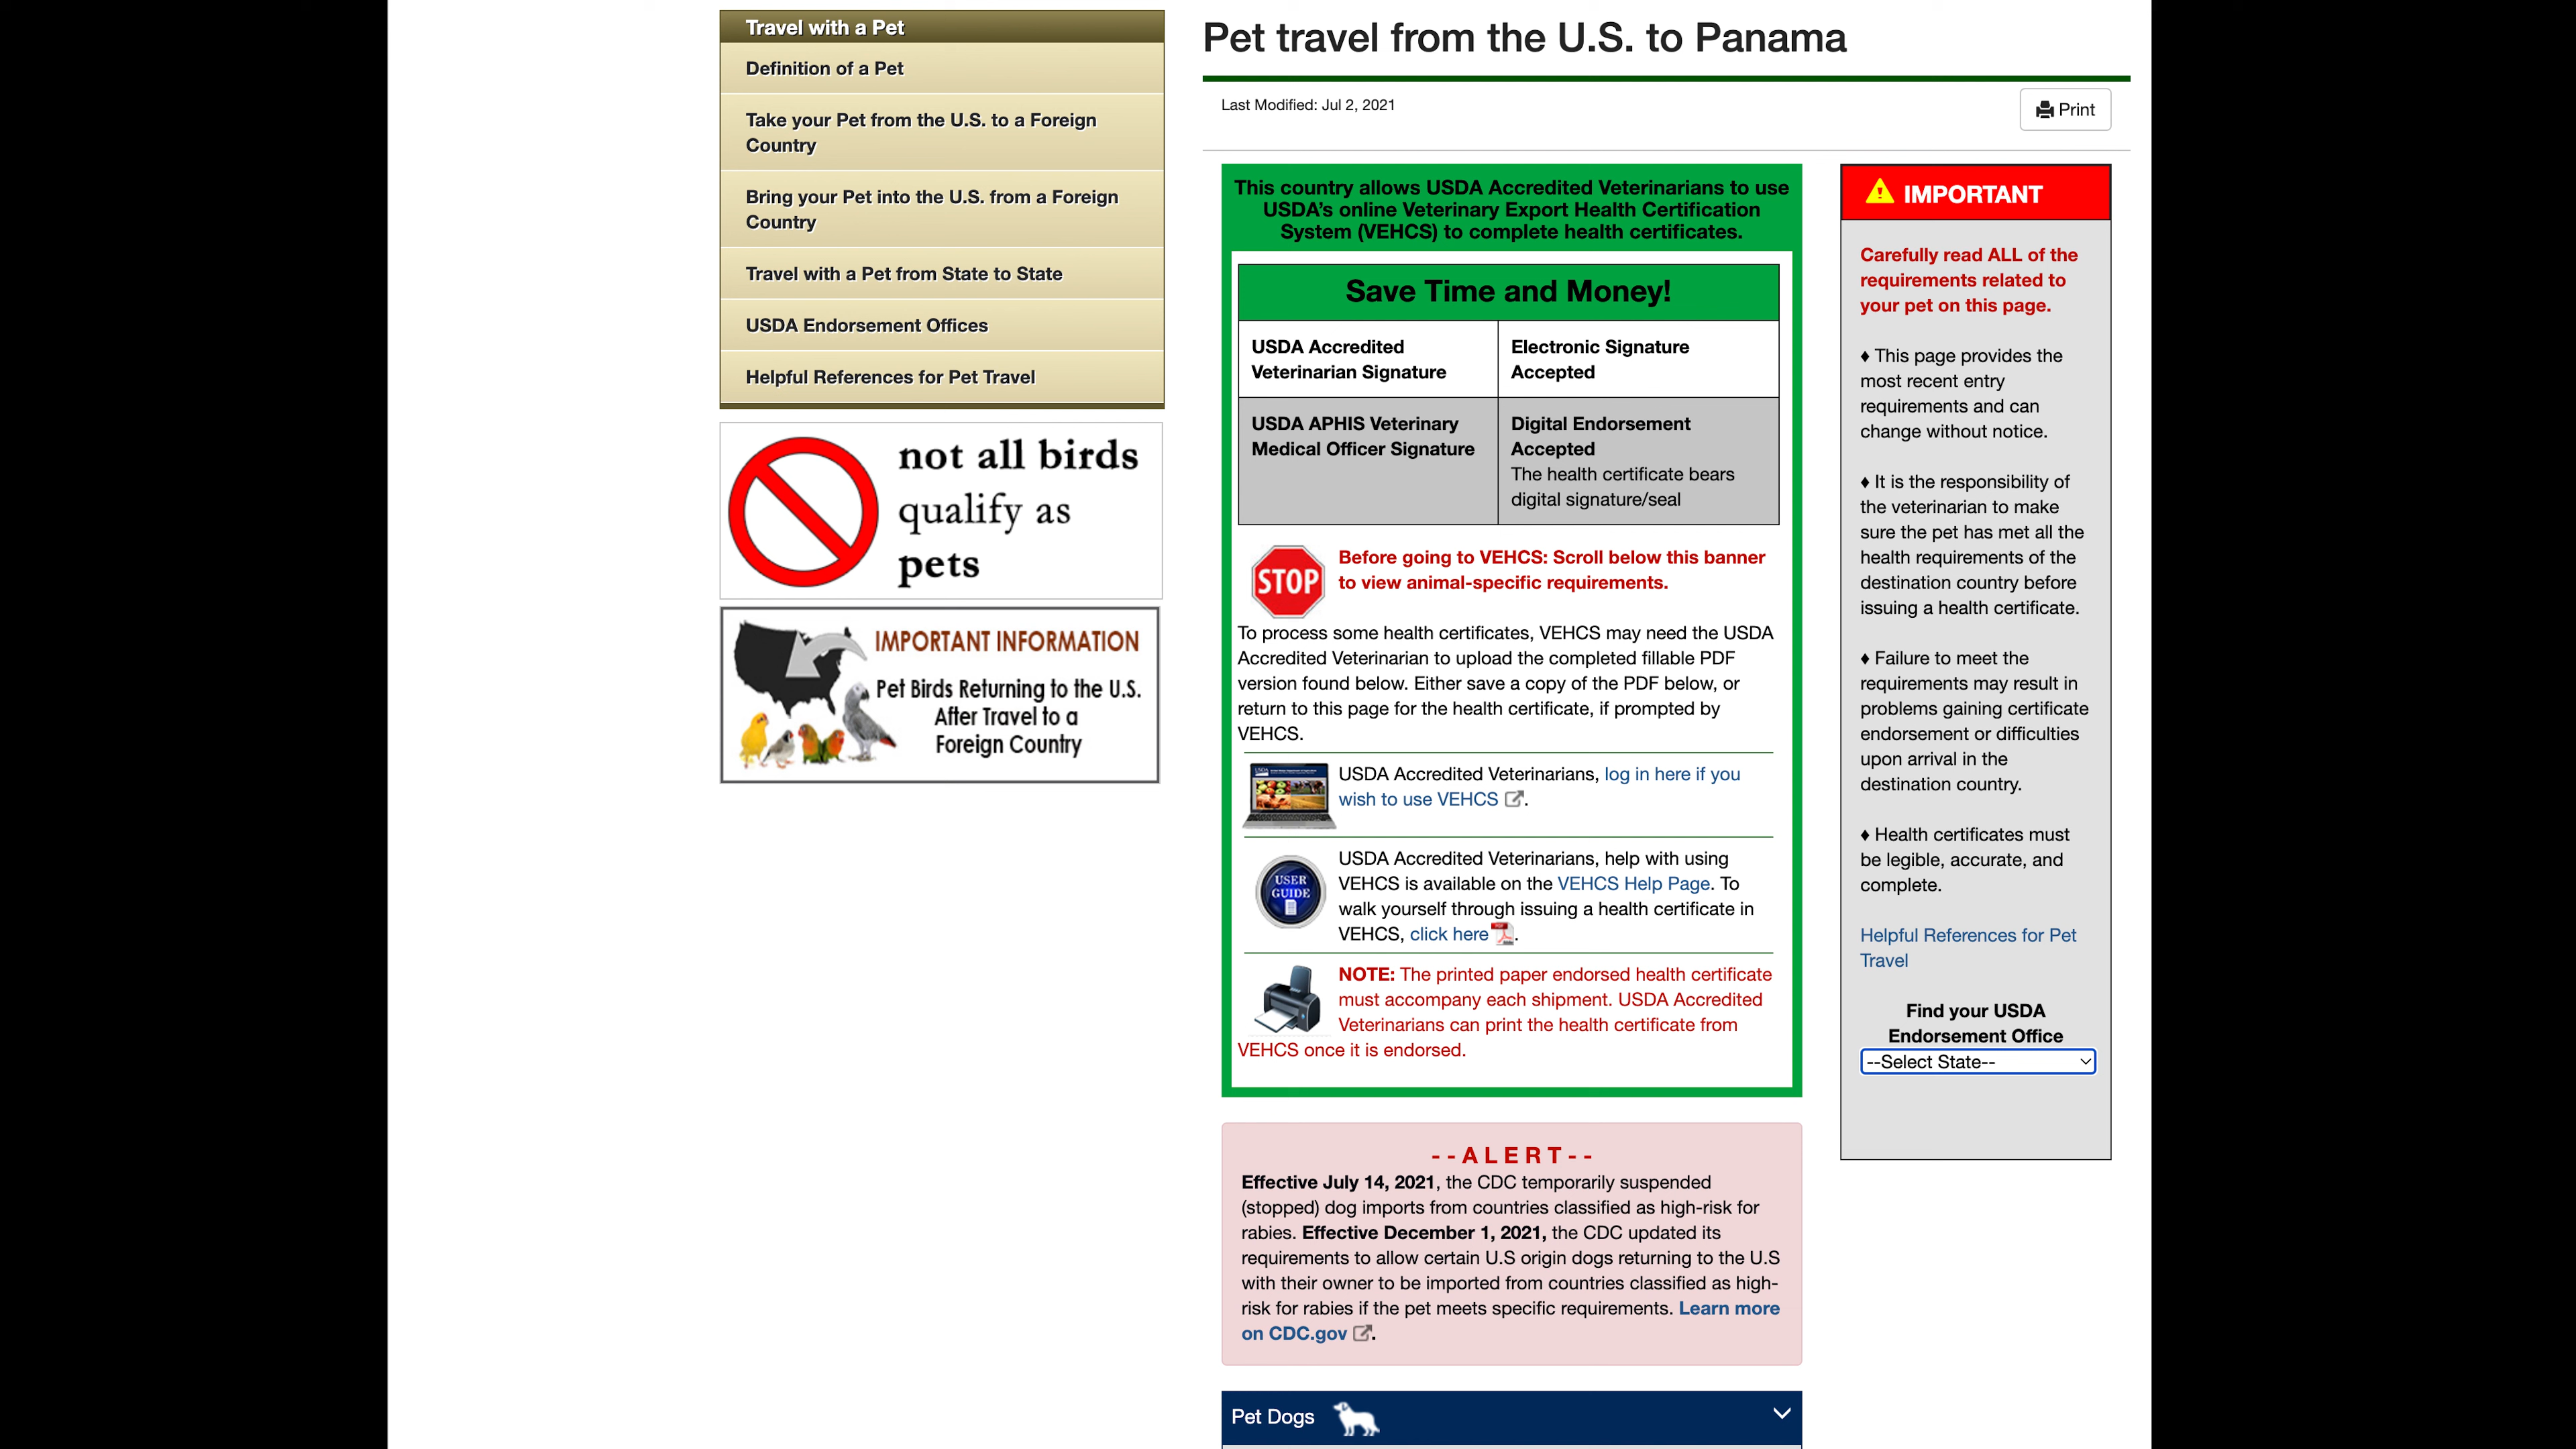 Travel with a Pet
Definition of a Pet
Take your Pet from the U.S. to a Foreign
Country
Bring your Pet into the U.S. from a Foreign
Country
Travel with a Pet from State to State
USDA Endorsement Offices
Helpful References for Pet Travel
not all birds
qualify as
pets
IMPORTANT INFORMATION
Pet Birds Returning to the U.S.
After Travel to a
Foreign Country
Pet travel from the U.S. to Panama
Last Modified: Jul 2, 2021
Print
This country allows USDA Accredited Veterinarians to use
USDA’s online Veterinary Export Health Certification
System (VEHCS) to complete health certificates.
Save Time and Money!
USDA Accredited
Veterinarian Signature
Electronic Signature
Accepted
USDA APHIS Veterinary
Medical Officer Signature
Digital Endorsement
Accepted
The health certificate bears
digital signature/seal
STOP
Before going to VEHCS: Scroll below this banner
to view animal-specific requirements.
To process some health certificates, VEHCS may need the USDA
Accredited Veterinarian to upload the completed fillable PDF
version found below. Either save a copy of the PDF below, or
return to this page for the health certificate, if prompted by
VEHCS.
USDA Accredited Veterinarians, log in here if you
wish to use VEHCS .
USER
GUIDE
USDA Accredited Veterinarians, help with using
VEHCS is available on the VEHCS Help Page. To
walk yourself through issuing a health certificate in
VEHCS, click here .
NOTE: The printed paper endorsed health certificate
must accompany each shipment. USDA Accredited
Veterinarians can print the health certificate from
VEHCS once it is endorsed.
--ALERT--
Effective July 14, 2021, the CDC temporarily suspended
(stopped) dog imports from countries classified as high-risk for
rabies. Effective December 1, 2021, the CDC updated its
requirements to allow certain U.S origin dogs returning to the U.S
with their owner to be imported from countries classified as high-
risk for rabies if the pet meets specific requirements. Learn more
on CDC.gov .
Pet Dogs
IMPORTANT
Carefully read ALL of the
requirements related to
your pet on this page.
♦ This page provides the
most recent entry
requirements and can
change without notice.
♦ It is the responsibility of
the veterinarian to make
sure the pet has met all the
health requirements of the
destination country before
issuing a health certificate.
♦ Failure to meet the
requirements may result in
problems gaining certificate
endorsement or difficulties
upon arrival in the
destination country.
♦ Health certificates must
be legible, accurate, and
complete.
Helpful References for Pet
Travel
Find your USDA
Endorsement Office
--Select State--